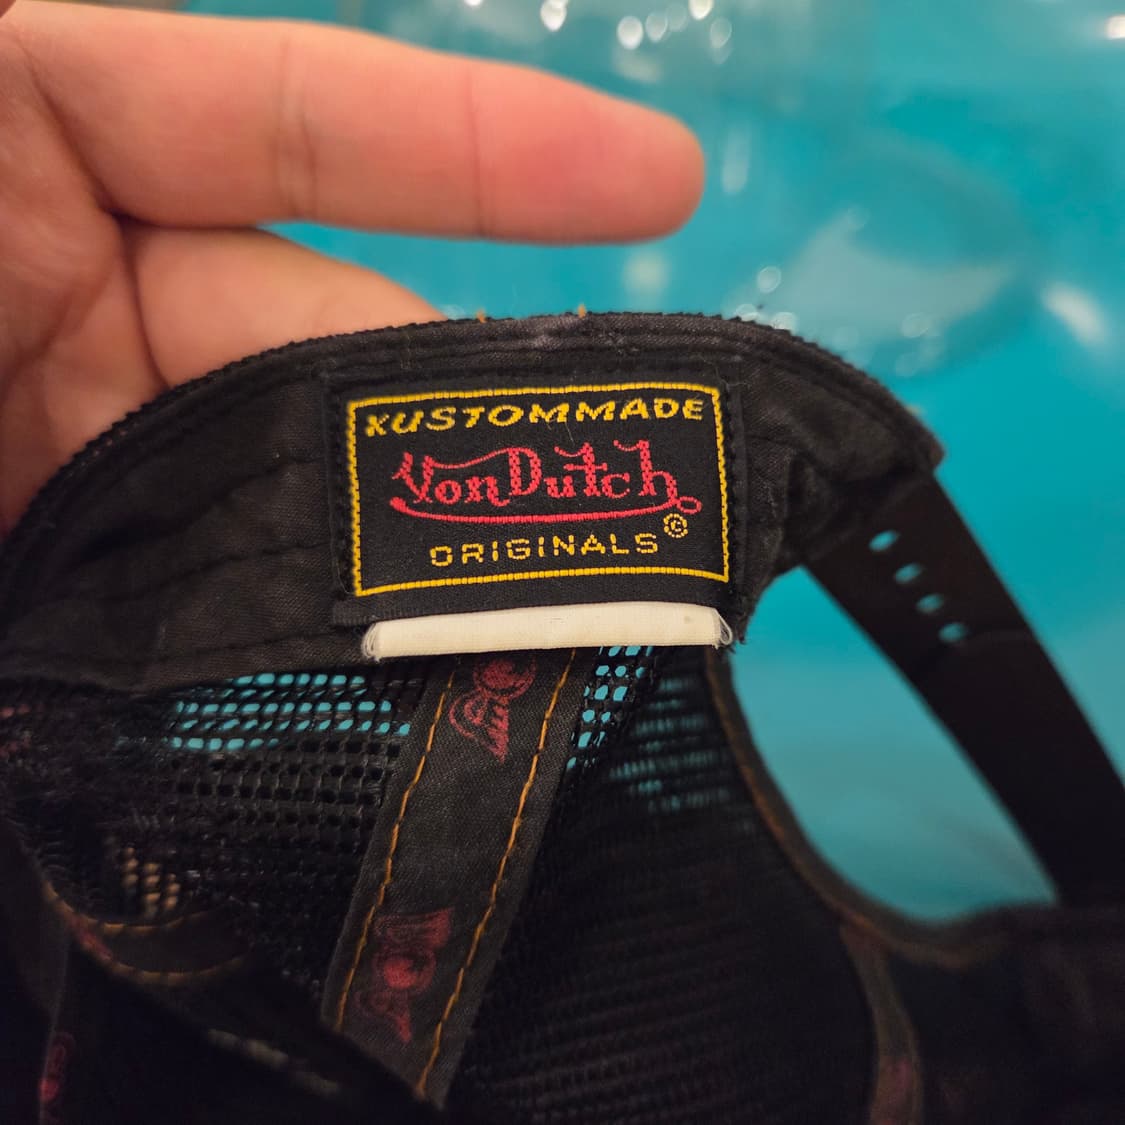 KUSTOMMADE
Von Dutch
ORIGINALS©